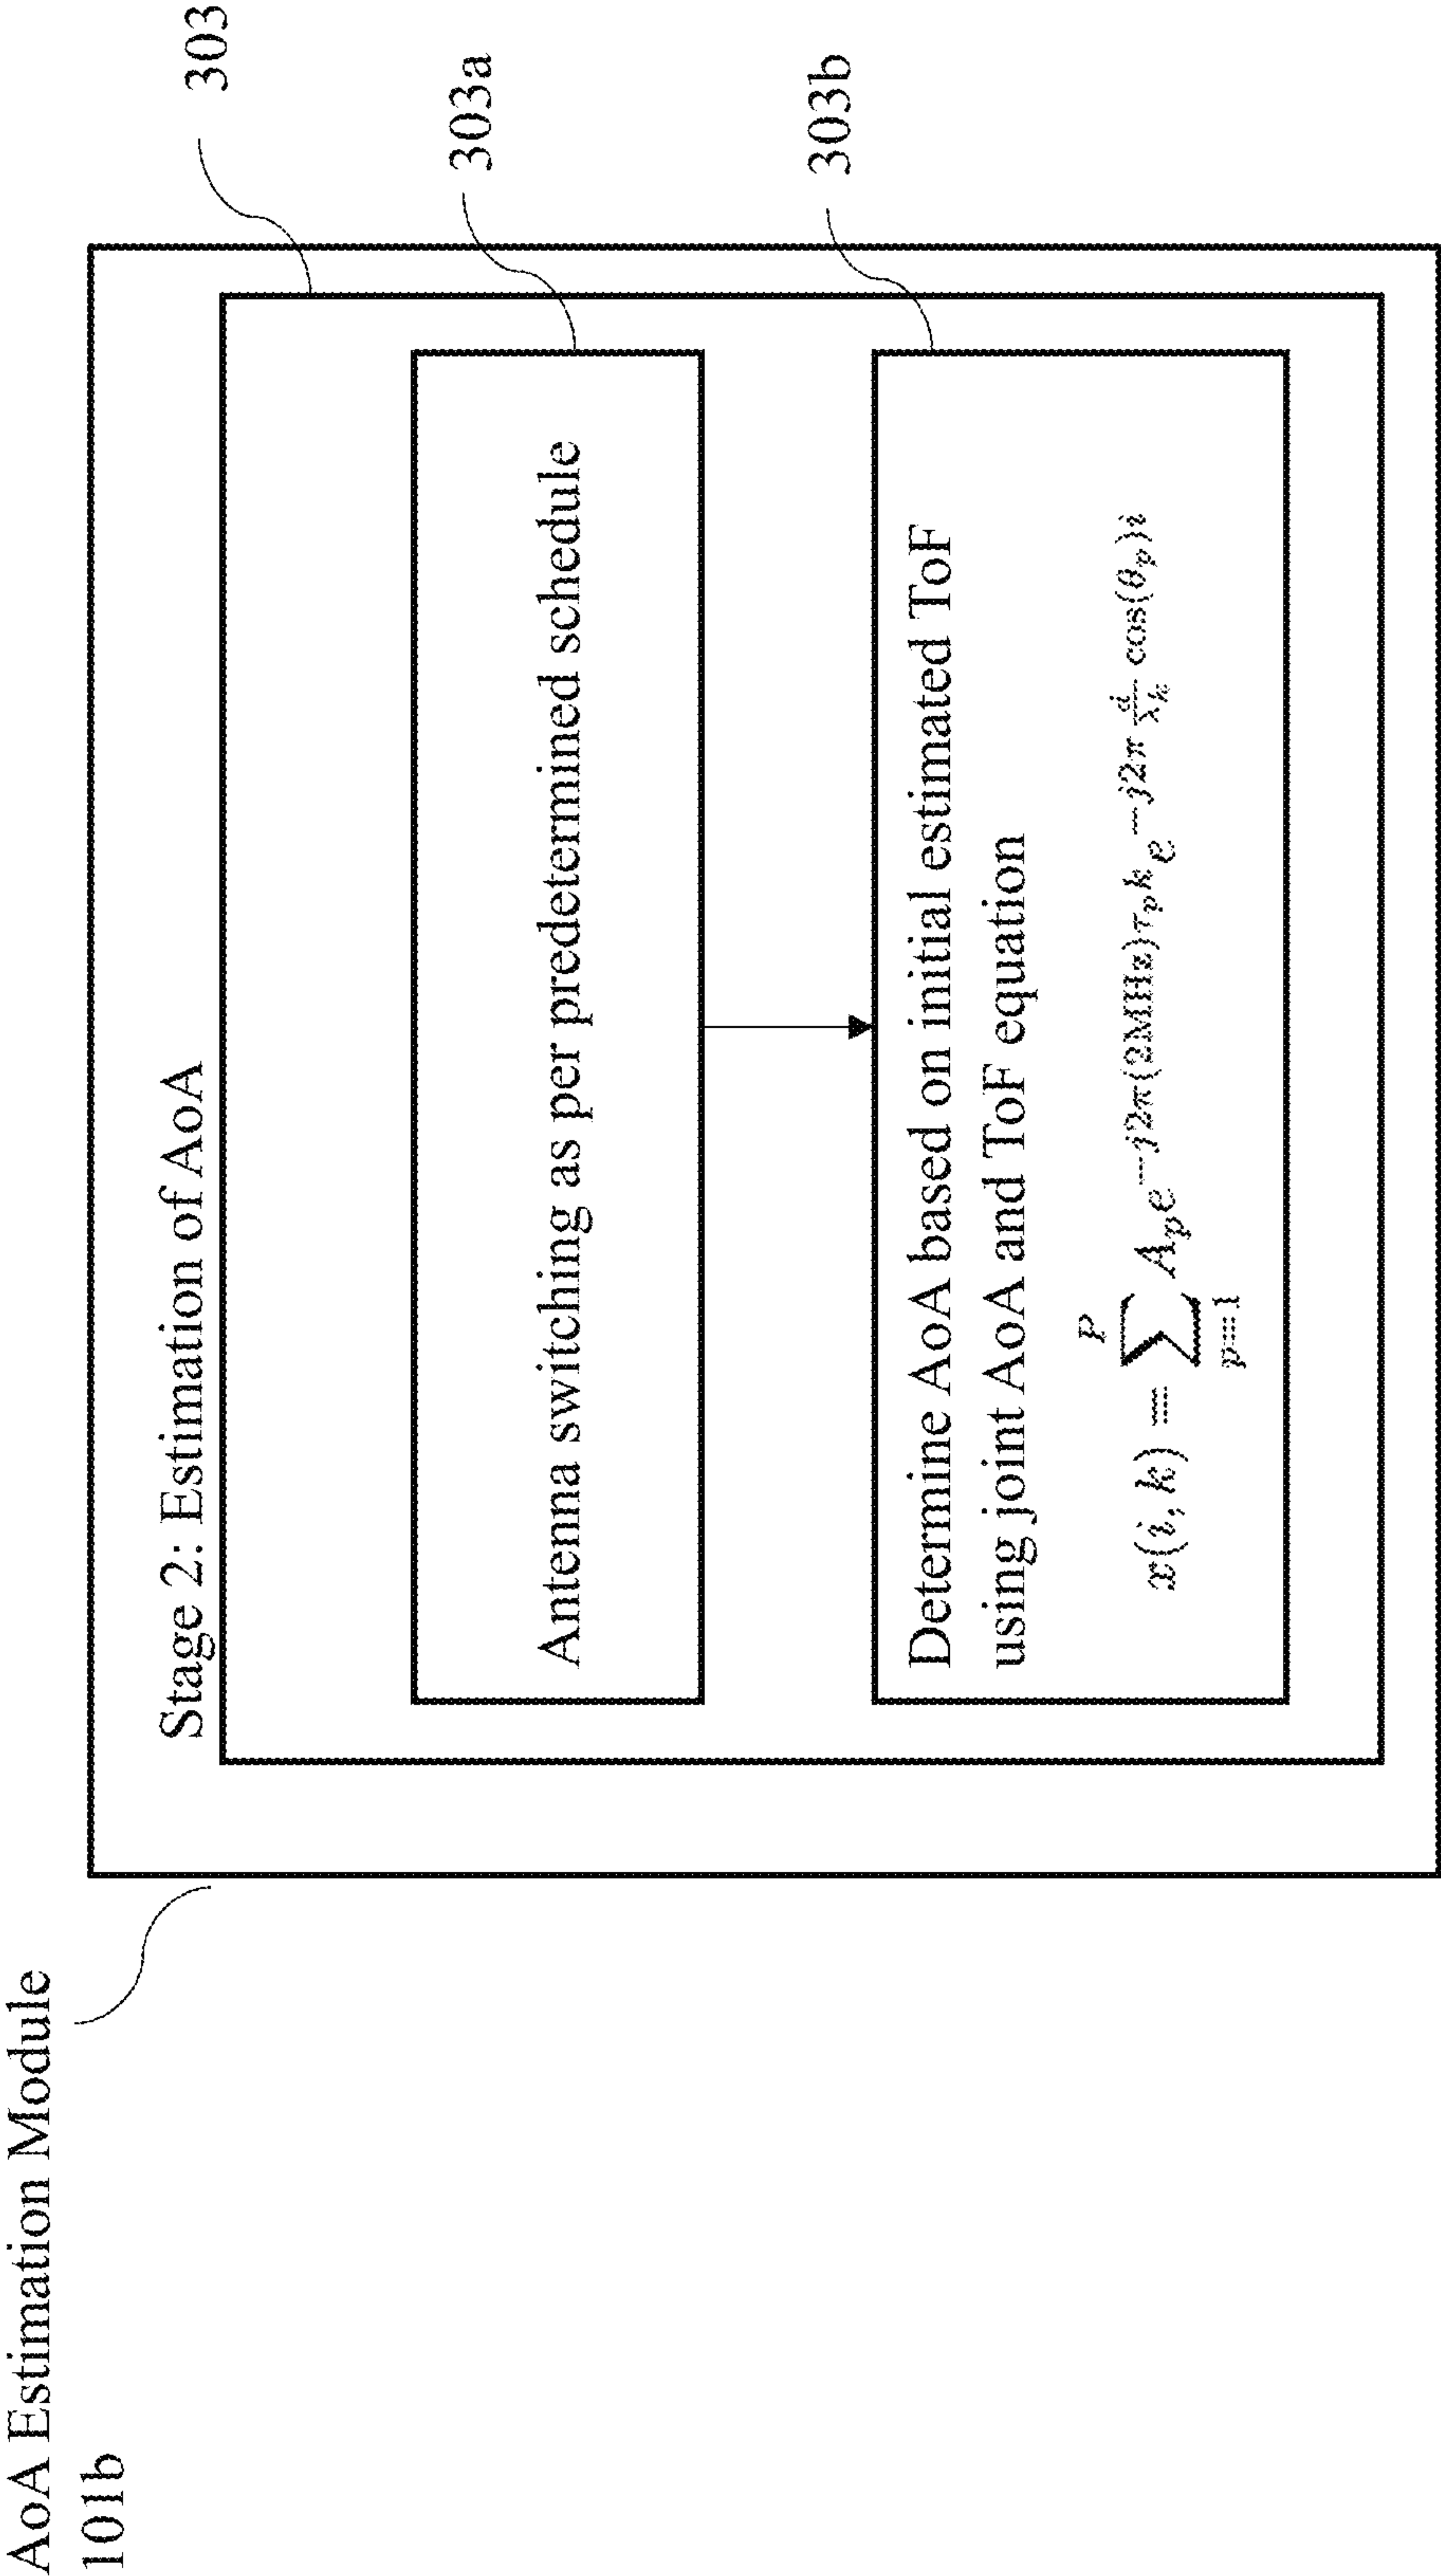 AoA Estimation Module
101b
Stage 2: Estimation of AoA
303
Antenna switching as per predetermined schedule
303a
Determine AoA based on initial estimated ToF
using joint AoA and ToF equation
303b
x(i, k) = \sum_{p=1}^{P} A_p e^{-j2π(2MHz)τ_p k} e^{-j2π \frac{d}{λ_k} cos(θ_p)i}